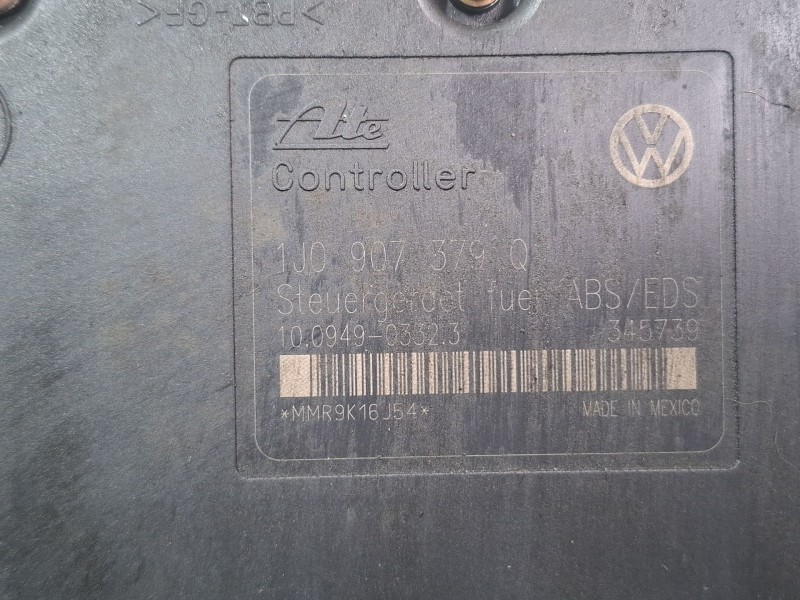 >PBT-GF<
Ate
Controller
1J0 907 379 Q
Steuergeraet fuer ABS/EDS
10.0949-0332.3 345739
*MMR9K16J54* MADE IN MEXICO